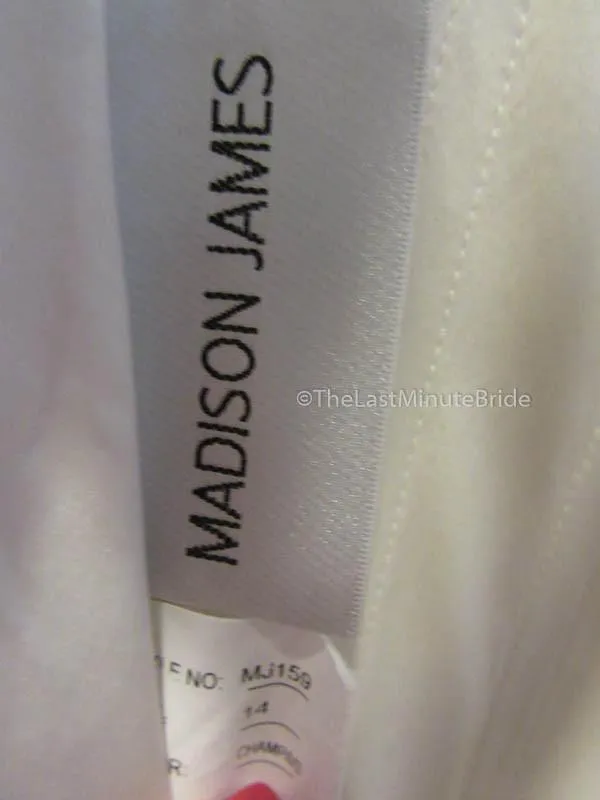 MADISON JAMES
©TheLastMinuteBride
NO: MJ159
14
R: